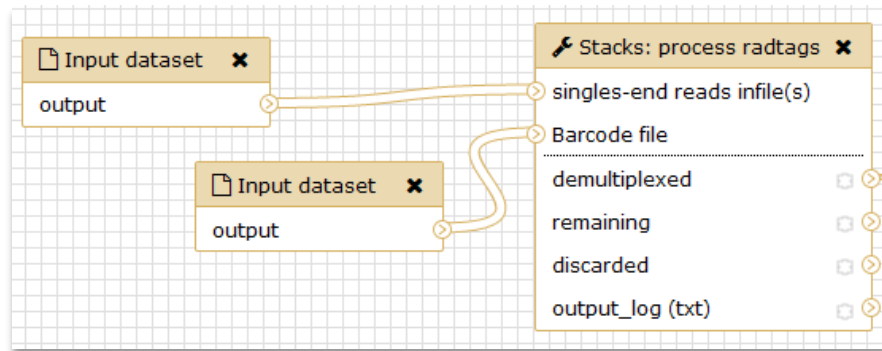 Input dataset
output
Input dataset
output
Stacks: process radtags
singles-end reads infile(s)
Barcode file
demultiplexed
remaining
discarded
output_log (txt)